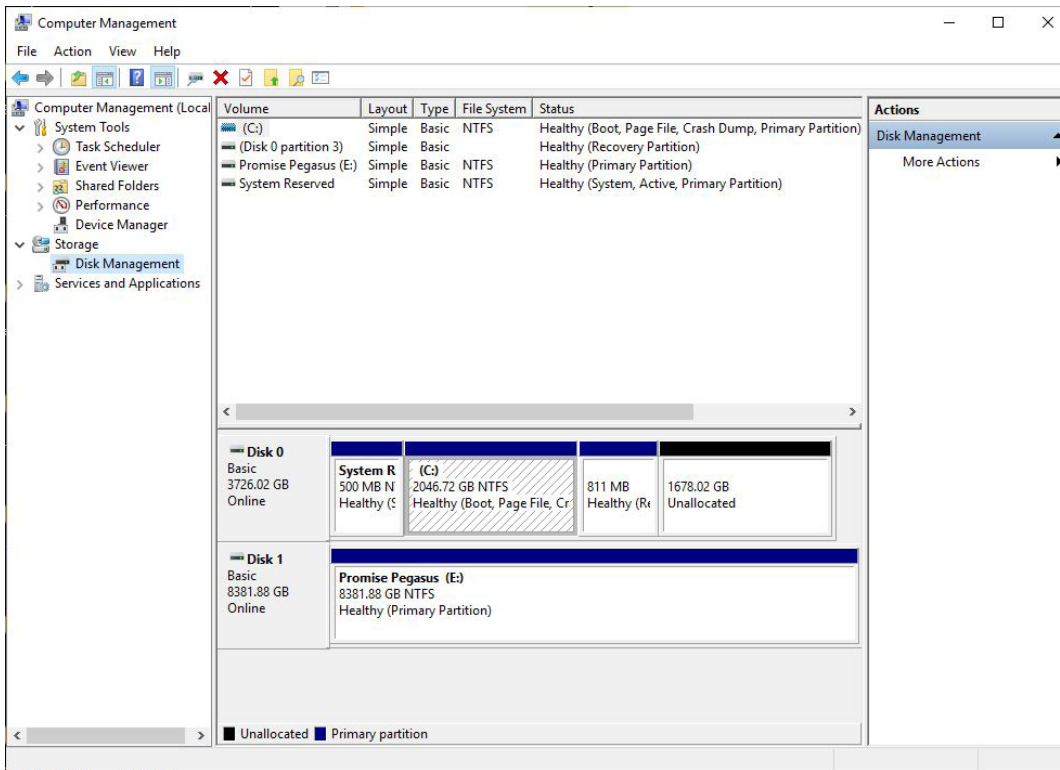 Computer Management
File Action View Help
Computer Management (Local
System Tools
Task Scheduler
Event Viewer
Shared Folders
Performance
Device Manager
Storage
Disk Management
Services and Applications
Volume Layout Type File System Status
(C:) Simple Basic NTFS Healthy (Boot, Page File, Crash Dump, Primary Partition)
(Disk 0 partition 3) Simple Basic Healthy (Recovery Partition)
Promise Pegasus (E:) Simple Basic NTFS Healthy (Primary Partition)
System Reserved Simple Basic NTFS Healthy (System, Active, Primary Partition)
Disk 0
Basic
3726.02 GB
Online
System R
500 MB N
Healthy (S
(C:)
2046.72 GB NTFS
Healthy (Boot, Page File, Cr
811 MB
Healthy (Re
1678.02 GB
Unallocated
Disk 1
Basic
8381.88 GB
Online
Promise Pegasus (E:)
8381.88 GB NTFS
Healthy (Primary Partition)
Unallocated Primary partition
Actions
Disk Management
More Actions